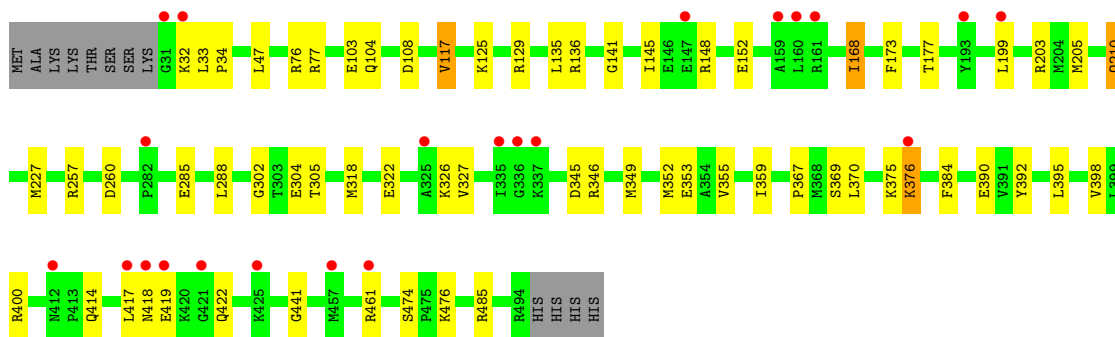 MET ALA LYS LYS THR SER SER LYS G31 K32 L33 P34 L47 R76 R77 E103 Q104 D108 V117 K125 R129 L135 R136 G141 I145 E146 E147 R148 E152 A159 L160 R161 I168 F173 T177 Y193 L199 R203 M204 M205
M227 R257 D260 P282 E285 L288 G302 T303 E304 T305 M318 E322 A325 K326 V327 I335 G336 K337 D345 R346 M349 M352 E353 A354 V355 I359 P367 M368 S369 L370 K375 K376 F384 E390 V391 Y392 L395 V398 L399
R400 N412 P413 Q414 L417 N418 E419 K420 G421 Q422 K425 G441 M457 R461 S474 P475 K476 R485 R494 HIS HIS HIS HIS